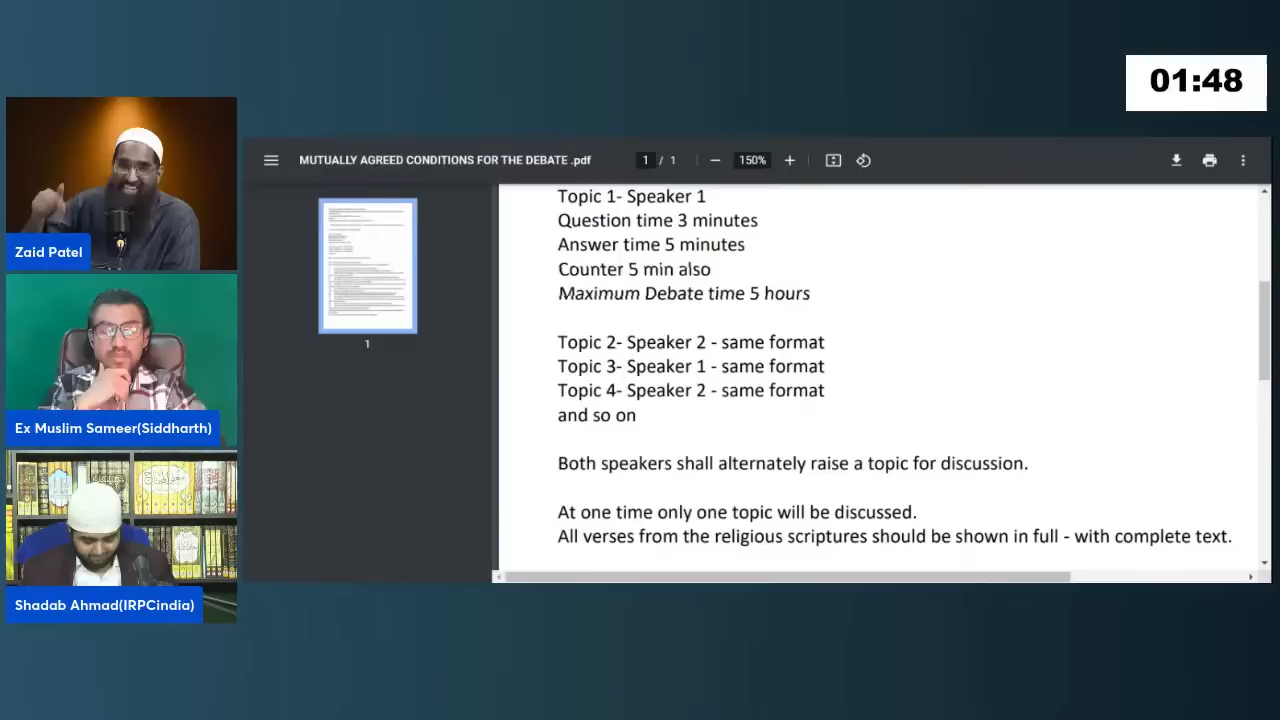 01:48
MUTUALLY AGREED CONDITIONS FOR THE DEBATE .pdf
1 / 1
150%
Topic 1- Speaker 1
Question time 3 minutes
Answer time 5 minutes
Counter 5 min also
Maximum Debate time 5 hours
Topic 2- Speaker 2 - same format
Topic 3- Speaker 1 - same format
Topic 4- Speaker 2 - same format
and so on
Both speakers shall alternately raise a topic for discussion.
At one time only one topic will be discussed.
All verses from the religious scriptures should be shown in full - with complete text.
1
Zaid Patel
Ex Muslim Sameer(Siddharth)
Shadab Ahmad(IRPCindia)